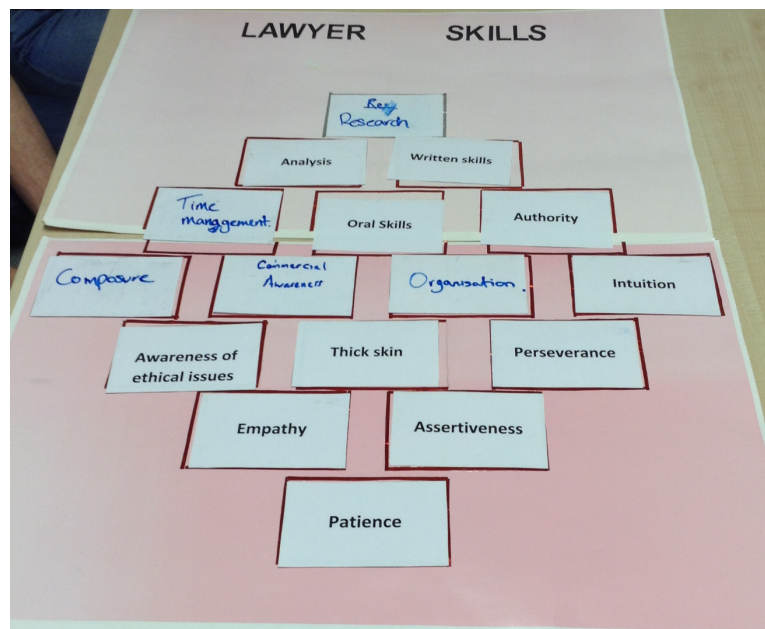 LAWYER SKILLS
Research
Analysis
Written skills
Time
management.
Oral Skills
Authority
Composure
Commercial
Awareness
Organisation.
Intuition
Awareness of
ethical issues
Thick skin
Perseverance
Empathy
Assertiveness
Patience